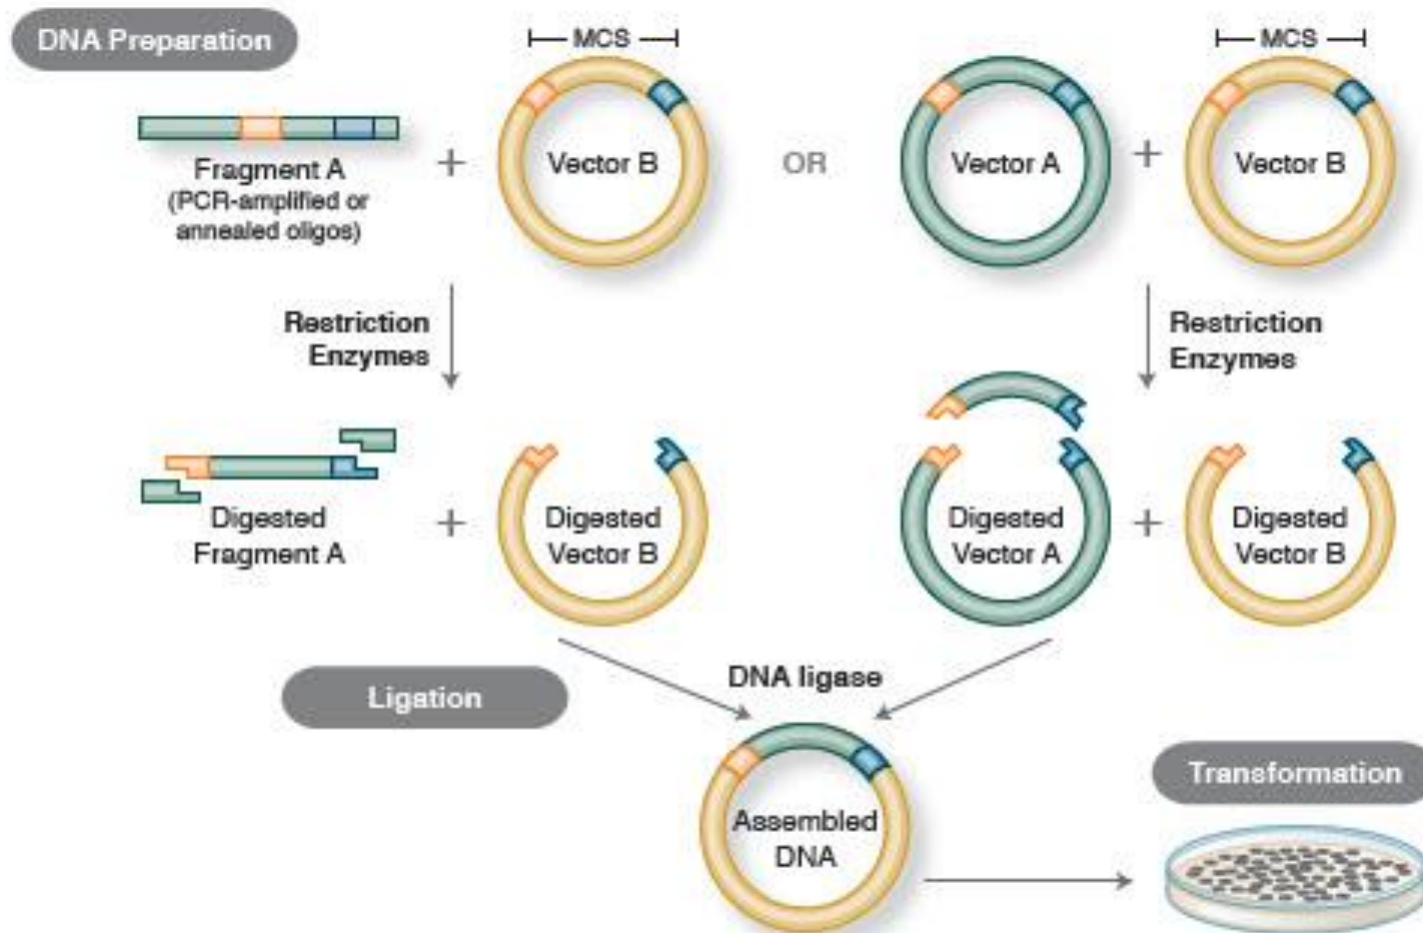 DNA Preparation
MCS
MCS
Fragment A
(PCR-amplified or
annealed oligos)
+
Vector B
OR
Vector A
+
Vector B
Restriction
Enzymes
Restriction
Enzymes
Digested
Fragment A
+
Digested
Vector B
Digested
Vector A
+
Digested
Vector B
Ligation
DNA ligase
Assembled
DNA
Transformation